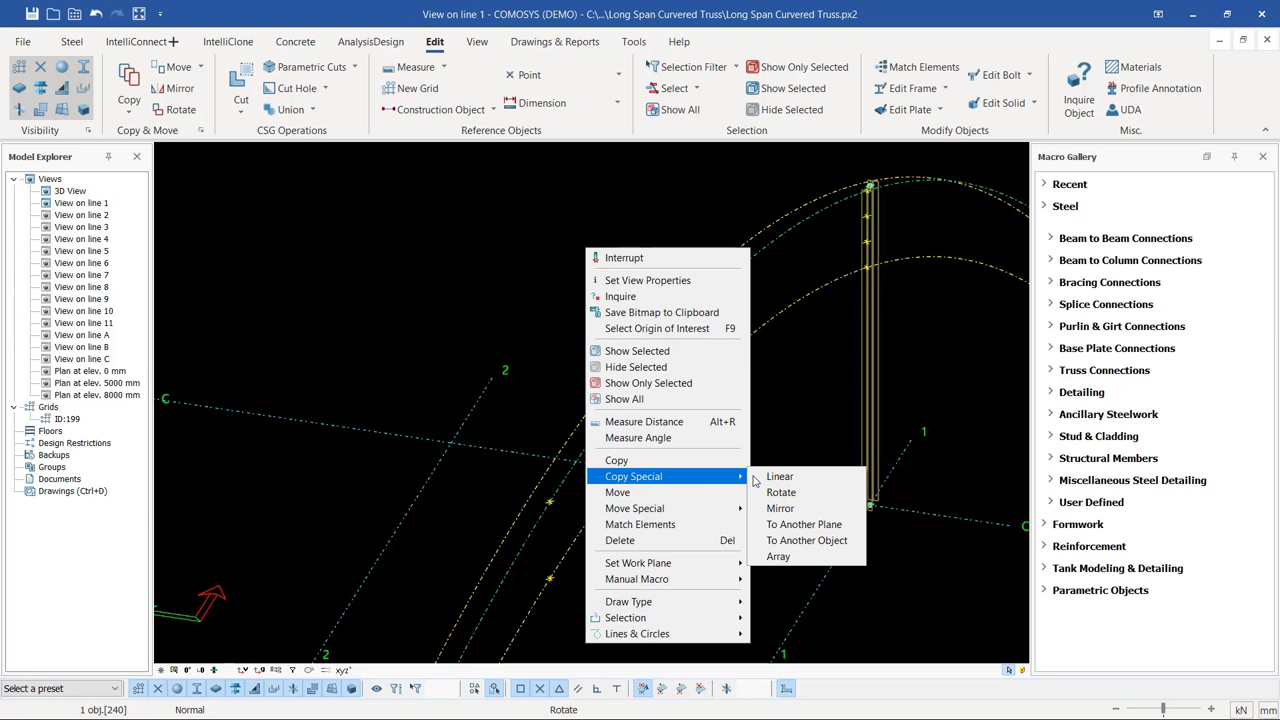 View on line 1 - COMOSYS (DEMO) - C:\...\Long Span Curvered Truss\Long Span Curvered Truss.px2
File Steel IntelliConnect IntelliClone Concrete AnalysisDesign Edit View Drawings & Reports Tools Help
Copy Move Mirror Rotate
Cut Parametric Cuts Cut Hole Union
Measure New Grid Construction Object Point Dimension
Selection Filter Select Show All Show Only Selected Show Selected Hide Selected
Match Elements Edit Frame Edit Plate Edit Bolt Edit Solid
Inquire Object Materials Profile Annotation UDA
Visibility Copy & Move CSG Operations Reference Objects Selection Modify Objects Misc.
Model Explorer
Views
3D View
View on line 1
View on line 2
View on line 3
View on line 4
View on line 5
View on line 6
View on line 7
View on line 8
View on line 9
View on line 10
View on line 11
View on line A
View on line B
View on line C
Plan at elev. 0 mm
Plan at elev. 5000 mm
Plan at elev. 8000 mm
Grids
ID:199
Floors
Design Restrictions
Backups
Groups
Documents
Drawings (Ctrl+D)
C
2
2
1
1
C
Interrupt
Set View Properties
Inquire
Save Bitmap to Clipboard
Select Origin of Interest F9
Show Selected
Hide Selected
Show Only Selected
Show All
Measure Distance Alt+R
Measure Angle
Copy
Copy Special
Move
Move Special
Match Elements
Delete Del
Set Work Plane
Manual Macro
Draw Type
Selection
Lines & Circles
Linear
Rotate
Mirror
To Another Plane
To Another Object
Array
Macro Gallery
Recent
Steel
Beam to Beam Connections
Beam to Column Connections
Bracing Connections
Splice Connections
Purlin & Girt Connections
Base Plate Connections
Truss Connections
Detailing
Ancillary Steelwork
Stud & Cladding
Structural Members
Miscellaneous Steel Detailing
User Defined
Formwork
Reinforcement
Tank Modeling & Detailing
Parametric Objects
Select a preset
1 obj.[240] Normal Rotate kN mm